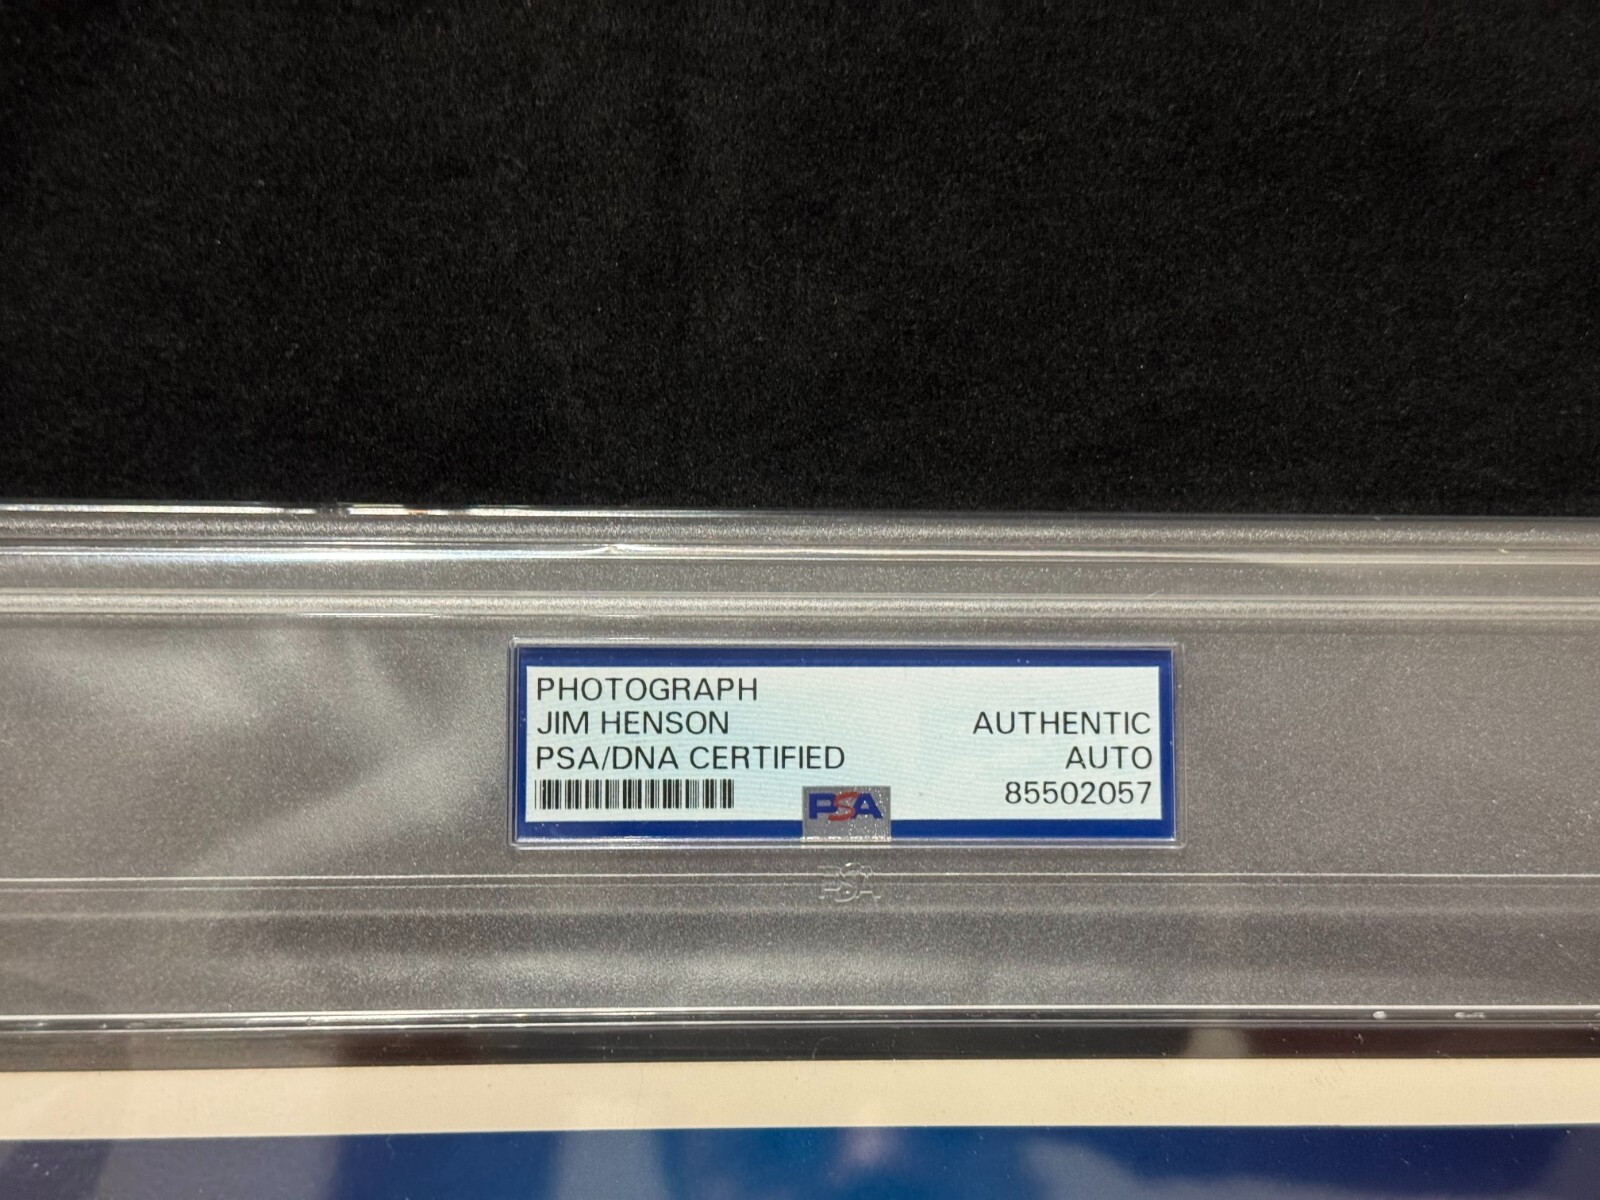 PHOTOGRAPH
JIM HENSON AUTHENTIC
PSA/DNA CERTIFIED AUTO
85502057
PSA
PSA